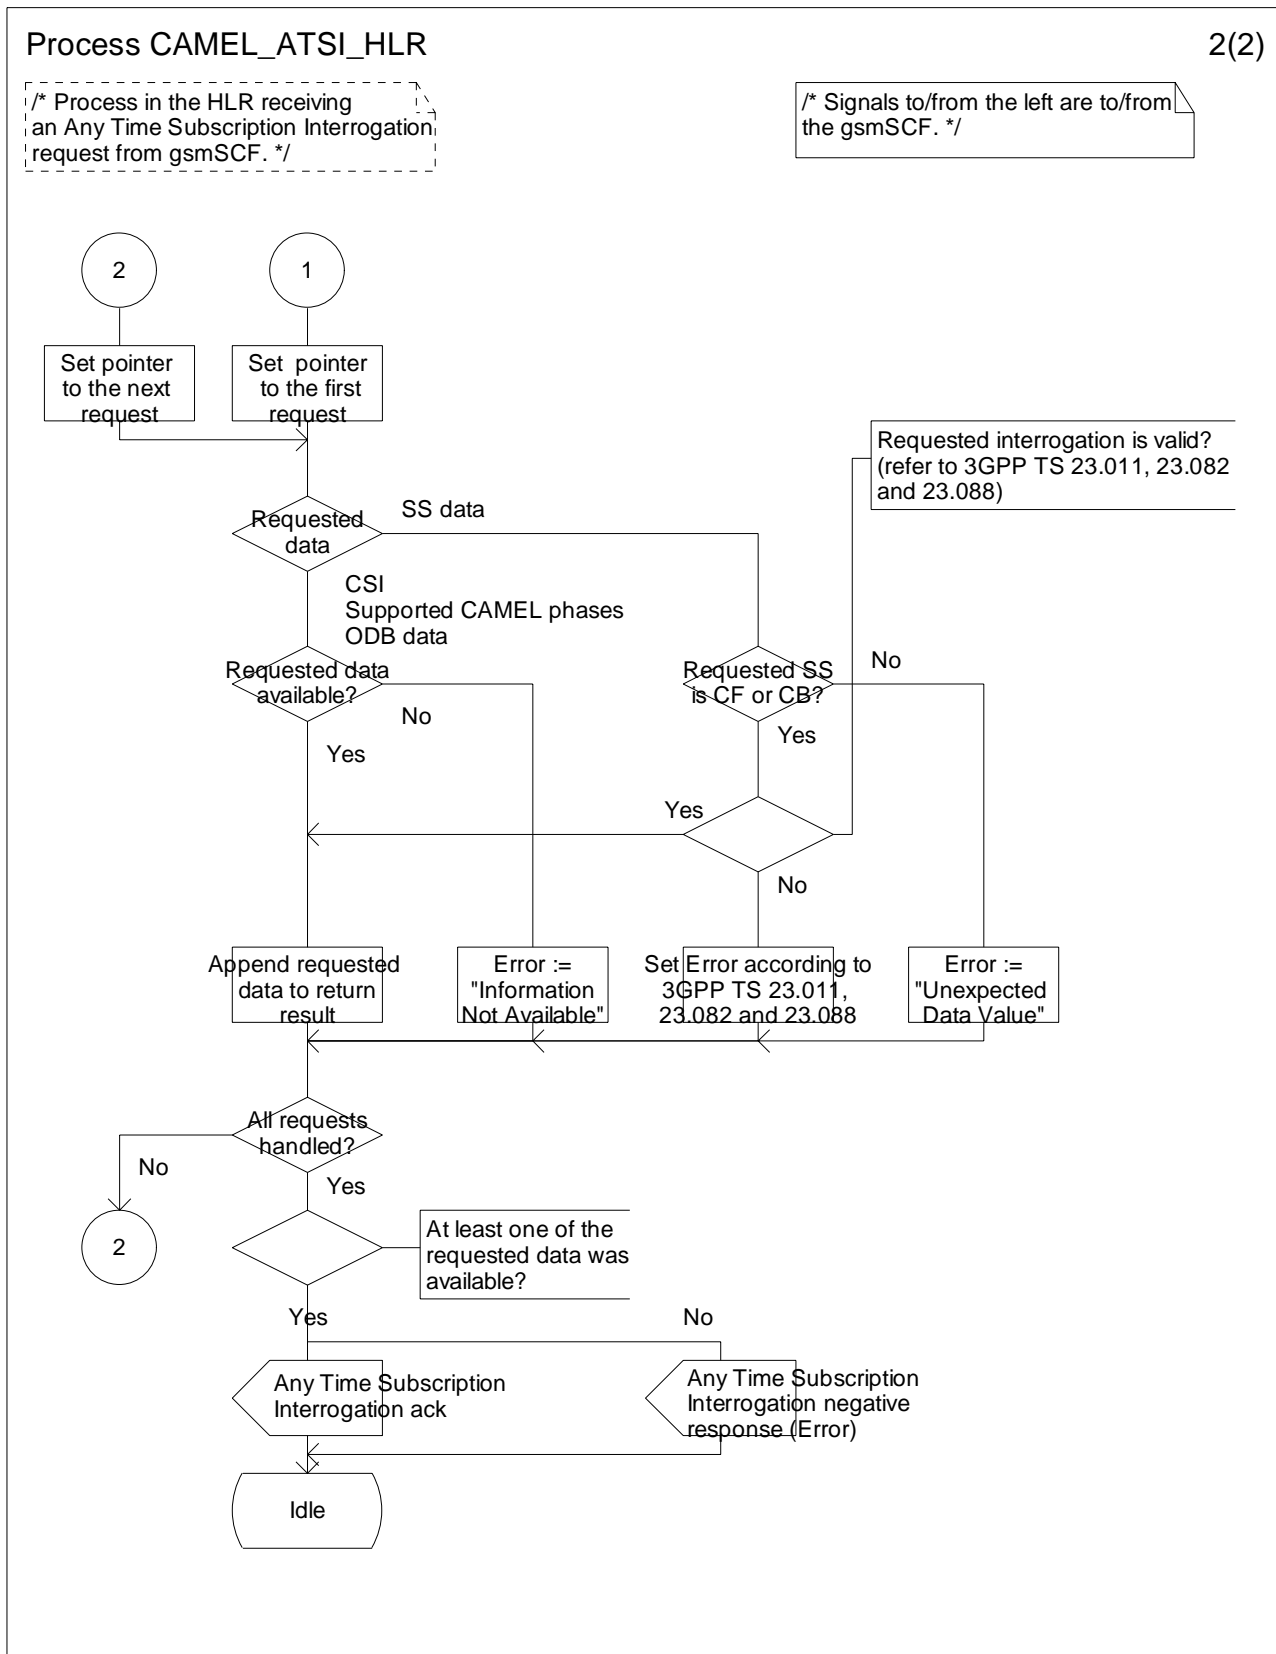 Process CAMEL_ATSI_HLR
2(2)
/* Process in the HLR receiving
an Any Time Subscription Interrogation
request from gsmSCF. */
/* Signals to/from the left are to/from
the gsmSCF. */
2
1
Set pointer
to the next
request
Set pointer
to the first
request
Requested interrogation is valid?
(refer to 3GPP TS 23.011, 23.082
and 23.088)
Requested
data
SS data
CSI
Supported CAMEL phases
ODB data
Requested data
available?
No
Yes
Requested SS
is CF or CB?
No
Yes
Yes
No
Append requested
data to return
result
Error :=
"Information
Not Available"
Set Error according to
3GPP TS 23.011,
23.082 and 23.088
Error :=
"Unexpected
Data Value"
All requests
handled?
No
Yes
2
At least one of the
requested data was
available?
Yes
No
Any Time Subscription
Interrogation ack
Any Time Subscription
Interrogation negative
response (Error)
Idle